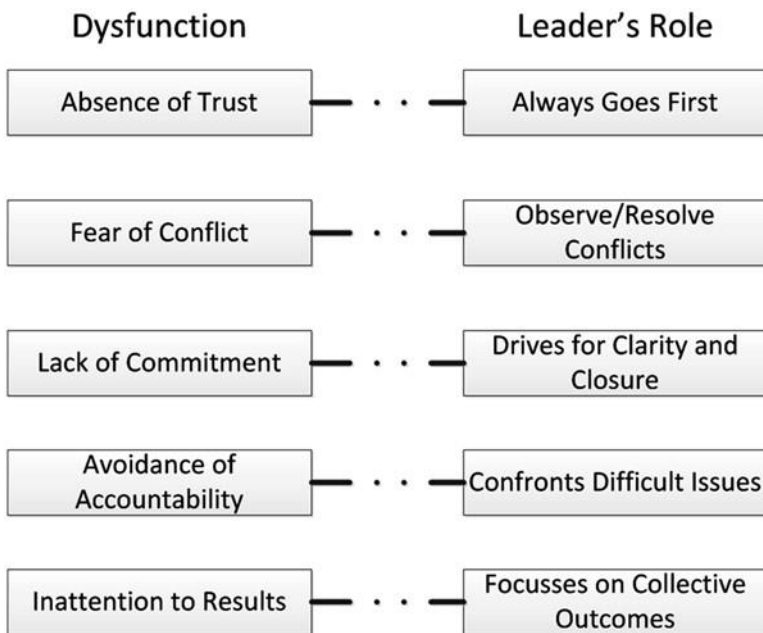 Dysfunction
Leader's Role
Absence of Trust
Always Goes First
Fear of Conflict
Observe/Resolve
Conflicts
Lack of Commitment
Drives for Clarity and
Closure
Avoidance of
Accountability
Confronts Difficult Issues
Inattention to Results
Focusses on Collective
Outcomes